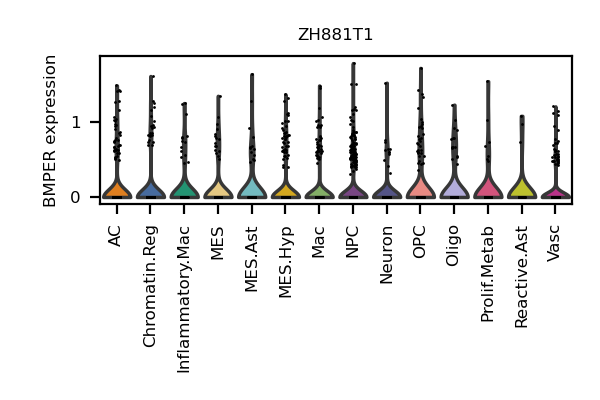 ZH881T1
BMPER expression
1
0
AC
Chromatin.Reg
Inflammatory.Mac
MES
MES.Ast
MES.Hyp
Mac
NPC
Neuron
OPC
Oligo
Prolif.Metab
Reactive.Ast
Vasc